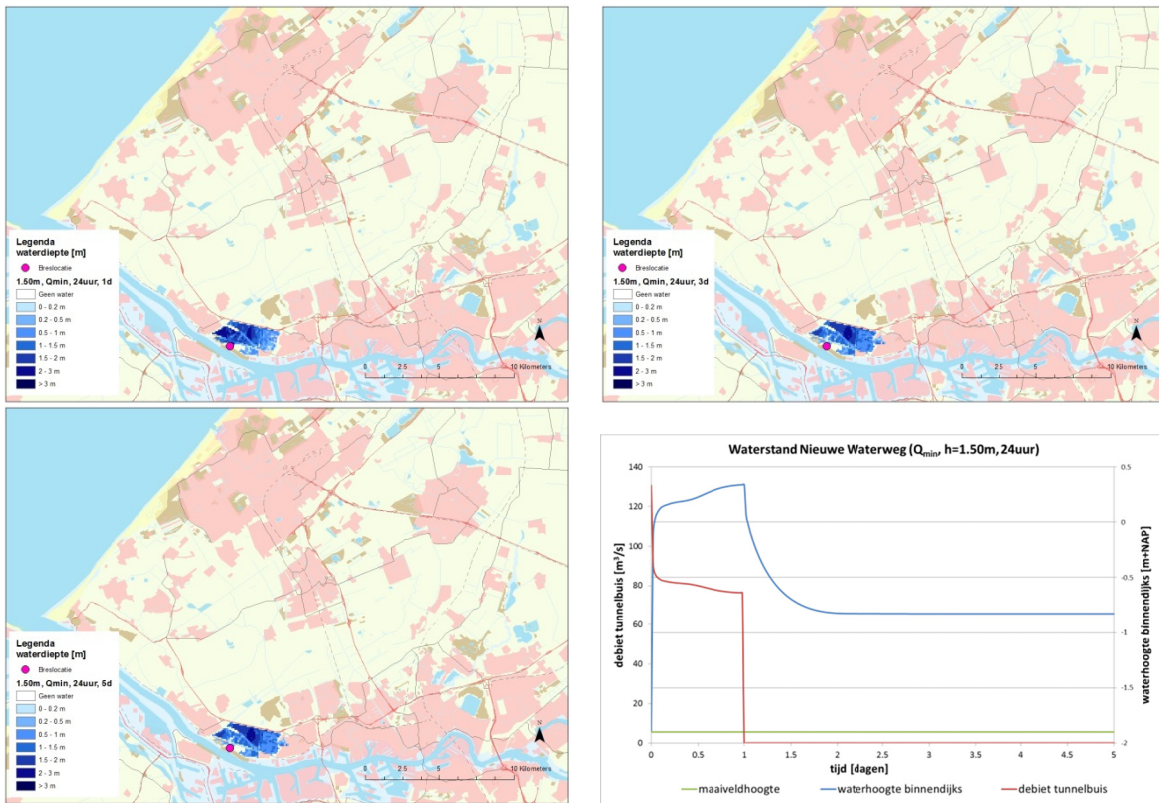 Legenda
waterdiepte [m]
Breslocatie
1.50m, Qmin, 24uur, 1d
Geen water
0 - 0.2 m
0.2 - 0.5 m
0.5 - 1 m
1 - 1.5 m
1.5 - 2 m
2 - 3 m
> 3 m
N
0 2.5 5 10 Kilometers
Legenda
waterdiepte [m]
Breslocatie
1.50m, Qmin, 24uur, 3d
Geen water
0 - 0.2 m
0.2 - 0.5 m
0.5 - 1 m
1 - 1.5 m
1.5 - 2 m
2 - 3 m
> 3 m
N
0 2.5 5 10 Kilometers
Legenda
waterdiepte [m]
Breslocatie
1.50m, Qmin, 24uur, 5d
Geen water
0 - 0.2 m
0.2 - 0.5 m
0.5 - 1 m
1 - 1.5 m
1.5 - 2 m
2 - 3 m
> 3 m
N
0 2.5 5 10 Kilometers
Waterstand Nieuwe Waterweg (Qmin, h=1.50m, 24uur)
debiet tunnelbuis [m³/s]
140
120
100
80
60
40
20
0
0.5
0
-0.5
-1
-1.5
-2
waterhoogte binnendijks [m+NAP]
0 0.5 1 1.5 2 2.5 3 3.5 4 4.5 5
tijd [dagen]
maaiveldhoogte waterhoogte binnendijks debiet tunnelbuis